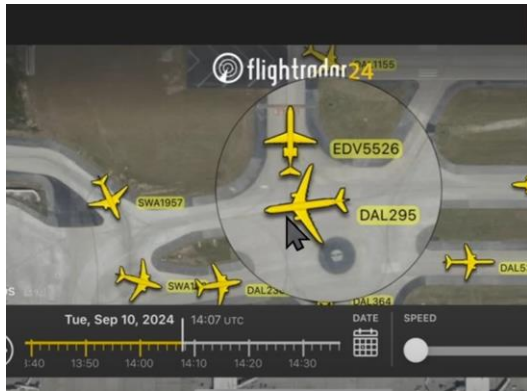 flightradar24
DAL1155
EDV5526
SWA1957
DAL295
DAL364
Tue, Sep 10, 2024
14:07 UTC
DATE
SPEED
13:50
14:00
14:10
14:20
14:30